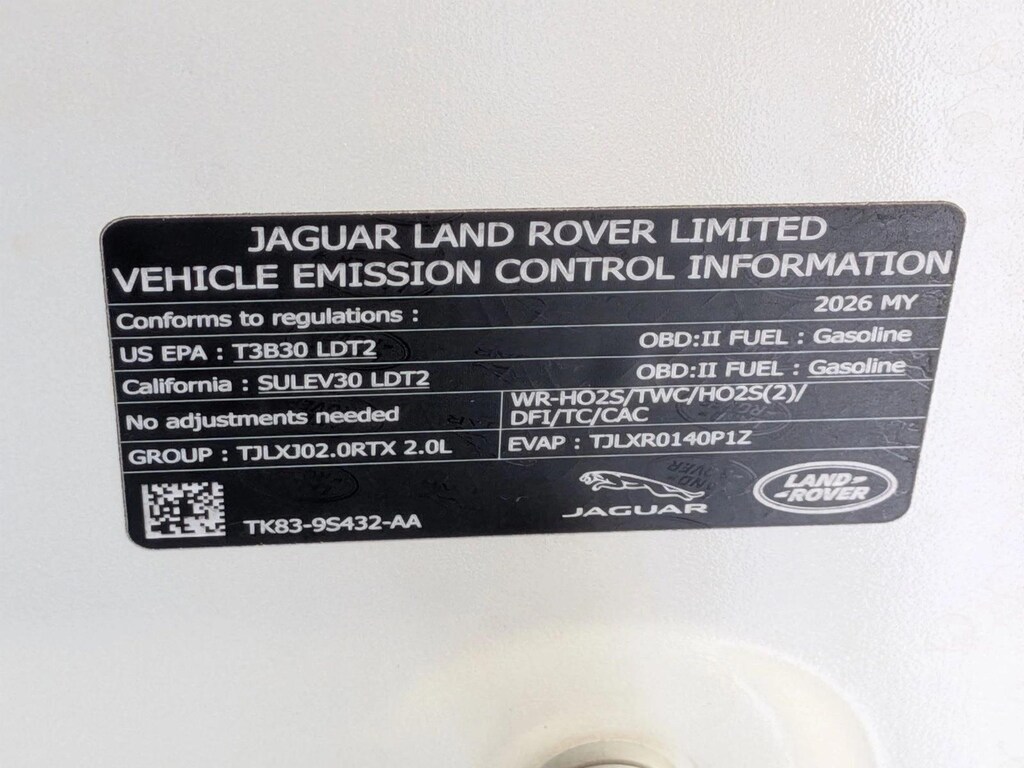 JAGUAR LAND ROVER LIMITED
VEHICLE EMISSION CONTROL INFORMATION
Conforms to regulations : 2026 MY
US EPA : T3B30 LDT2 OBD:II FUEL : Gasoline
California : SULEV30 LDT2 OBD:II FUEL : Gasoline
No adjustments needed
WR-HO2S/TWC/HO2S(2)/
DFI/TC/CAC
GROUP : TJLXJ02.0RTX 2.0L EVAP : TJLXR0140P1Z
TK83-9S432-AA
JAGUAR
LAND-
-ROVER